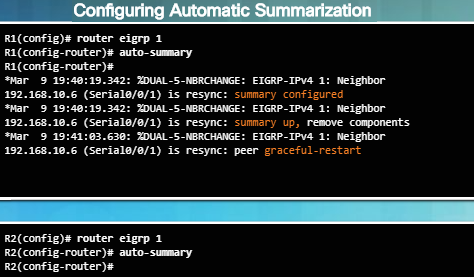 Configuring Automatic Summarization
R1(config)# router eigrp 1
R1(config-router)# auto-summary
R1(config-router)#
*Mar  9 19:40:19.342: %DUAL-5-NBRCHANGE: EIGRP-IPv4 1: Neighbor
192.168.10.6 (Serial0/0/1) is resync: summary configured
*Mar  9 19:40:19.342: %DUAL-5-NBRCHANGE: EIGRP-IPv4 1: Neighbor
192.168.10.6 (Serial0/0/1) is resync: summary up, remove components
*Mar  9 19:41:03.630: %DUAL-5-NBRCHANGE: EIGRP-IPv4 1: Neighbor
192.168.10.6 (Serial0/0/1) is resync: peer graceful-restart
R2(config)# router eigrp 1
R2(config-router)# auto-summary
R2(config-router)#